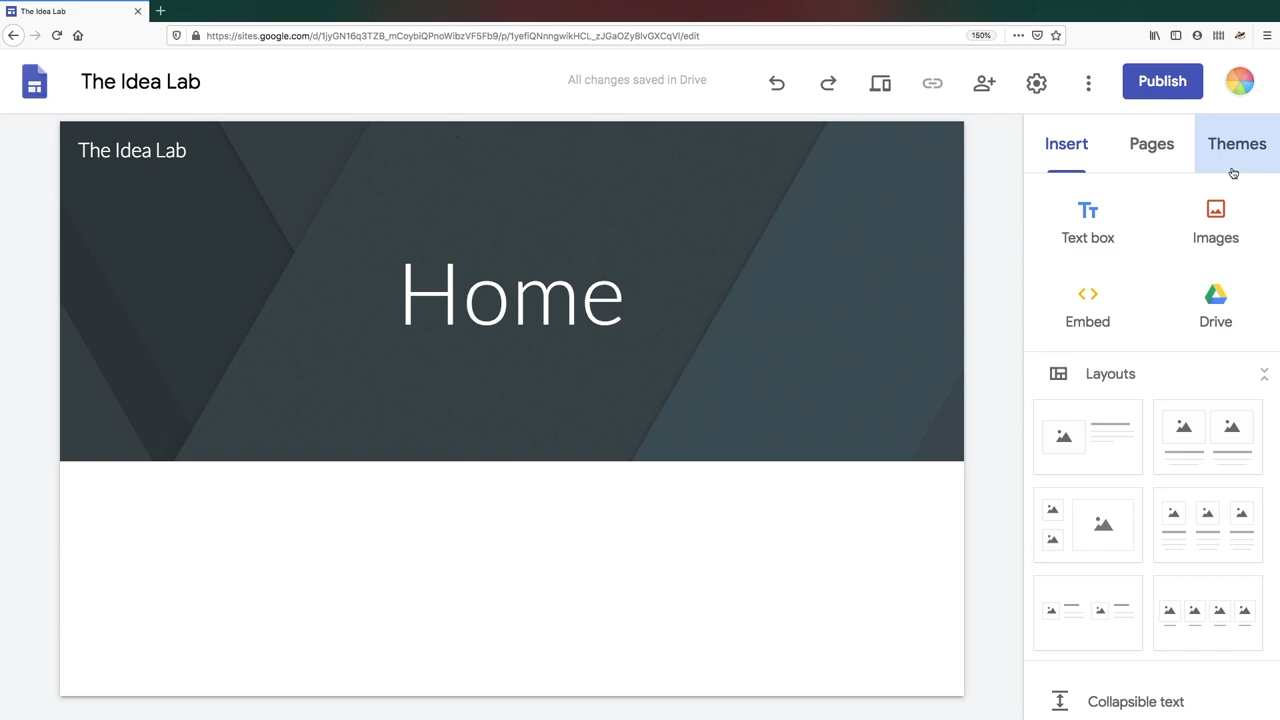 The Idea Lab
https://sites.google.com/d/1jyGN16q3TZB_mCoybiQPnoWibzVF5Fb9/p/1yefiQNnngwikHCL_zJGaOZy8lvGXCqVl/edit
150%
The Idea Lab
All changes saved in Drive
Publish
The Idea Lab
Home
Insert
Pages
Themes
Text box
Images
Embed
Drive
Layouts
Collapsible text